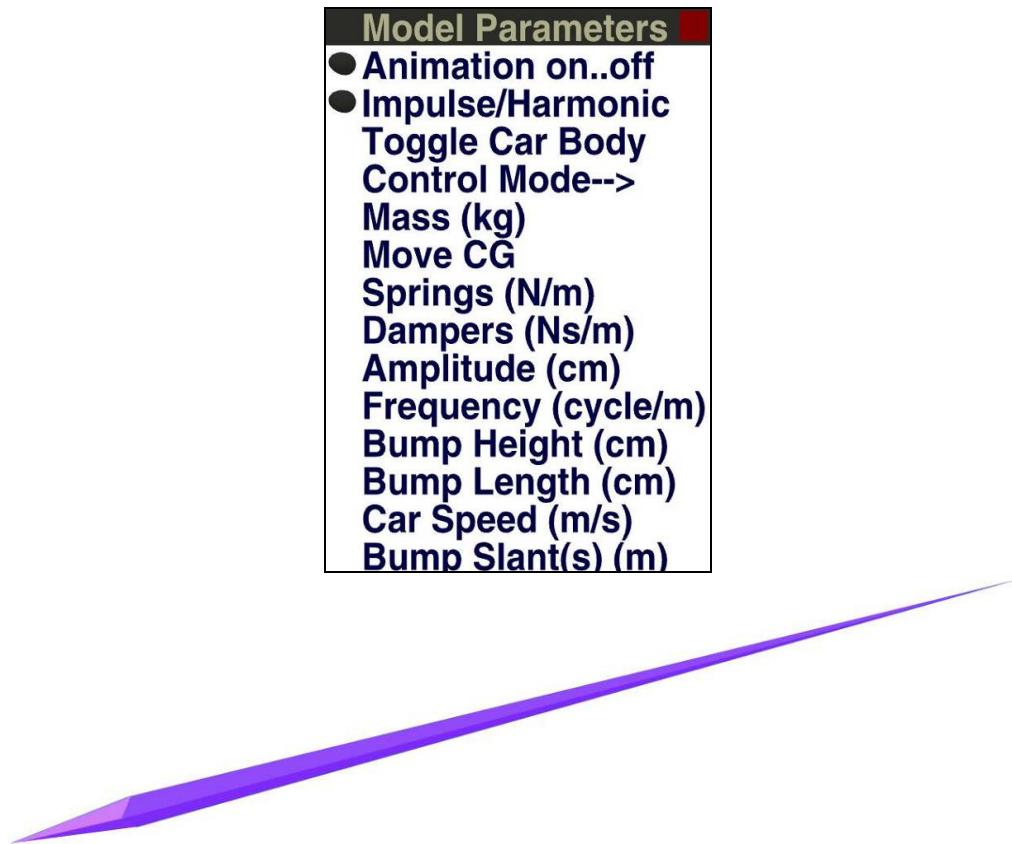 Model Parameters
Animation on..off
Impulse/Harmonic
Toggle Car Body
Control Mode-->
Mass (kg)
Move CG
Springs (N/m)
Dampers (Ns/m)
Amplitude (cm)
Frequency (cycle/m)
Bump Height (cm)
Bump Length (cm)
Car Speed (m/s)
Bump Slant(s) (m)